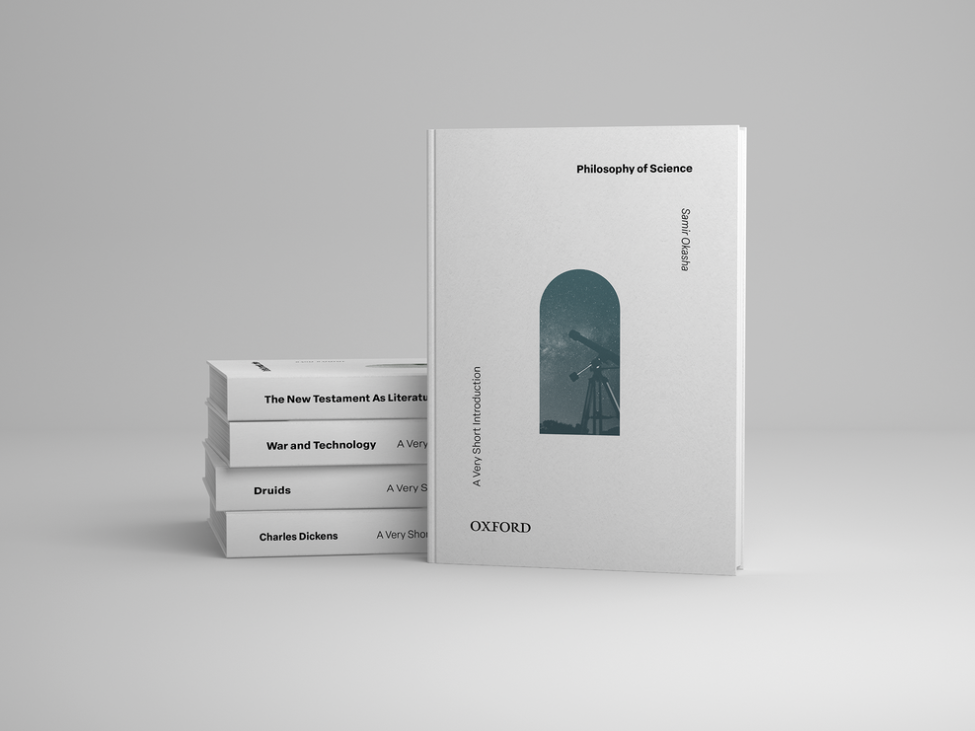 Philosophy of Science
Samir Okasha
A Very Short Introduction
OXFORD
The New Testament As Literatu
War and Technology A Very
Druids A Very S
Charles Dickens A Very Shor